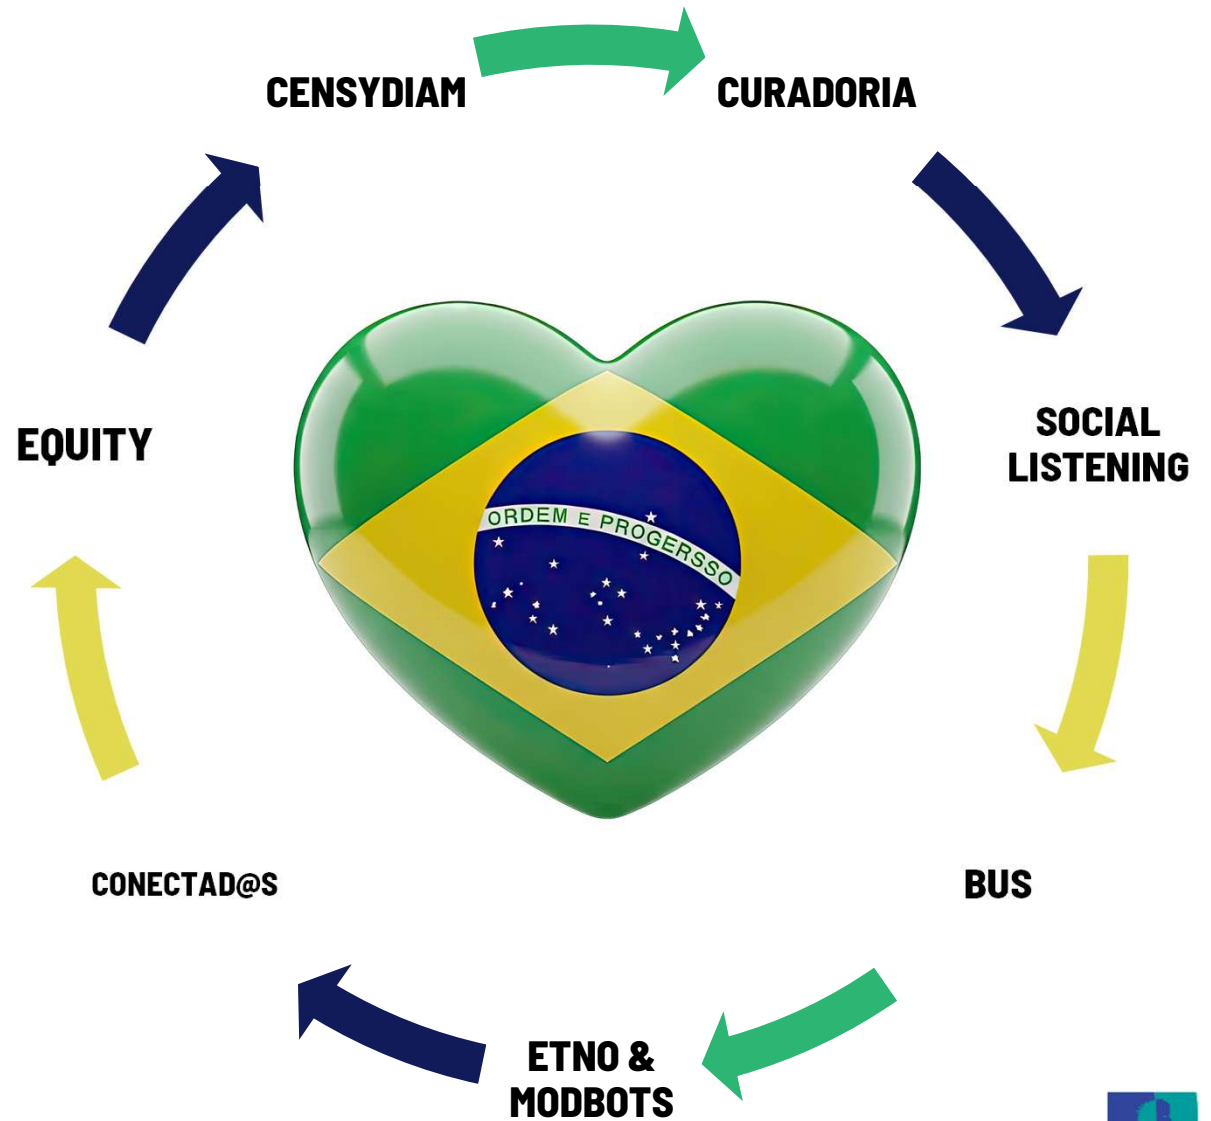 CENSYDIAM
CURADORIA
SOCIAL
LISTENING
BUS
ETNO &
MODBOTS
CONECTAD@S
EQUITY
ORDEM E PROGERSSO